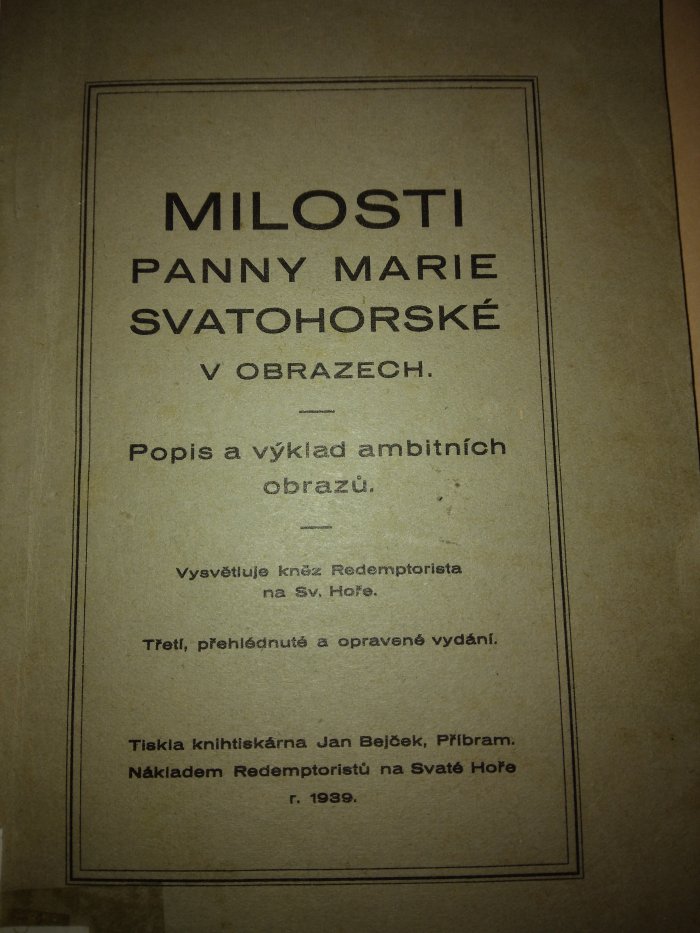 MILOSTI
PANNY MARIE
SVATOHORSKÉ
V OBRAZECH.
Popis a výklad ambitních
obrazů.
Vysvětluje kněz Redemptorista
na Sv. Hoře.
Třetí, přehlédnuté a opravené vydání.
Tiskla knihtiskárna Jan Bejček, Příbram.
Nákladem Redemptoristů na Svaté Hoře
r. 1939.